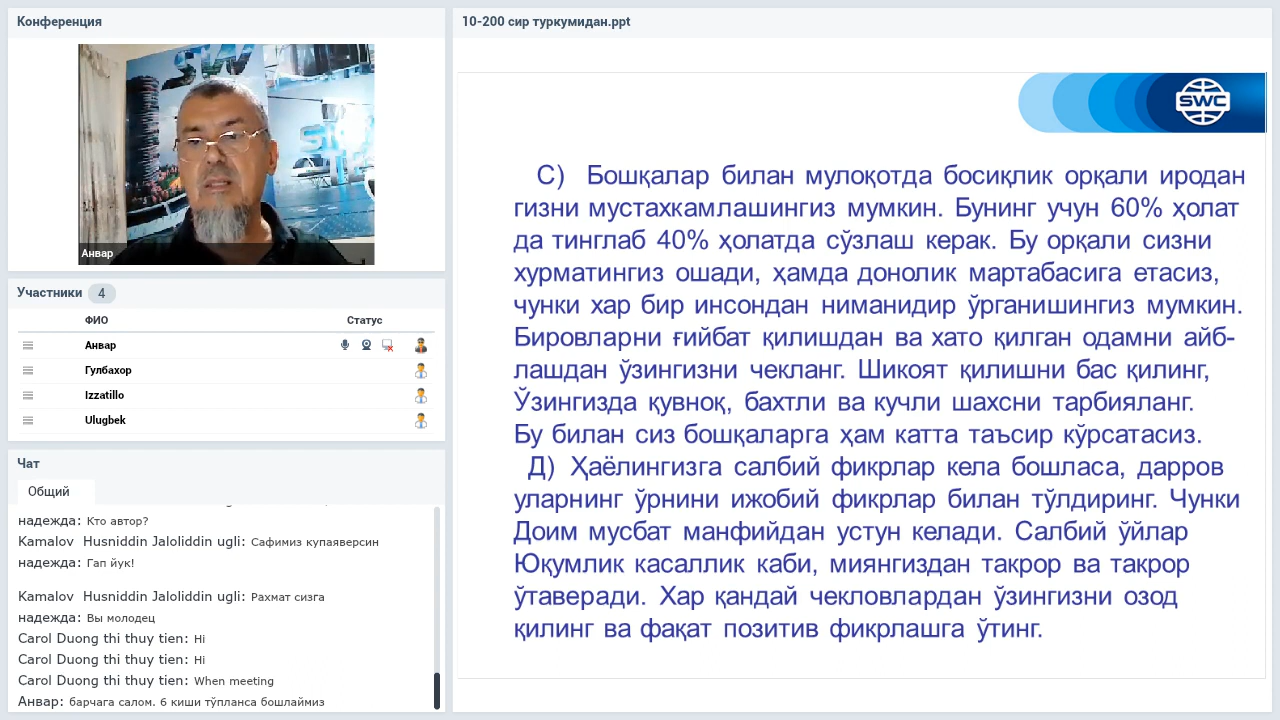 Конференция
SW
Анвар
Участники 4
ФИО Статус
Анвар
Гулбахор
Izzatillo
Ulugbek
Чат
Общий
надежда: Кто автор?
Kamalov Husniddin Jaloliddin ugli: Сафимиз купаяверсин
надежда: Гап йук!
Kamalov Husniddin Jaloliddin ugli: Рахмат сизга
надежда: Вы молодец
Carol Duong thi thuy tien: Hi
Carol Duong thi thuy tien: Hi
Carol Duong thi thuy tien: When meeting
Анвар: барчага салом. 6 киши тўпланса бошлаймиз
10-200 сир туркумидан.ppt
SWC
С) Бошқалар билан мулоқотда босиқлик орқали иродан
гизни мустахкамлашингиз мумкин. Бунинг учун 60% ҳолат
да тинглаб 40% ҳолатда сўзлаш керак. Бу орқали сизни
хурматингиз ошади, ҳамда донолик мартабасига етасиз,
чунки хар бир инсондан ниманидир ўрганишингиз мумкин.
Бировларни ғийбат қилишдан ва хато қилган одамни айб-
лашдан ўзингизни чекланг. Шикоят қилишни бас қилинг,
Ўзингизда қувноқ, бахтли ва кучли шахсни тарбияланг.
Бу билан сиз бошқаларга ҳам катта таъсир кўрсатасиз.
Д) Ҳаёлингизга салбий фикрлар кела бошласа, дарров
уларнинг ўрнини ижобий фикрлар билан тўлдиринг. Чунки
Доим мусбат манфийдан устун келади. Салбий ўйлар
Юқумлик касаллик каби, миянгиздан такрор ва такрор
ўтаверади. Хар қандай чекловлардан ўзингизни озод
қилинг ва фақат позитив фикрлашга ўтинг.